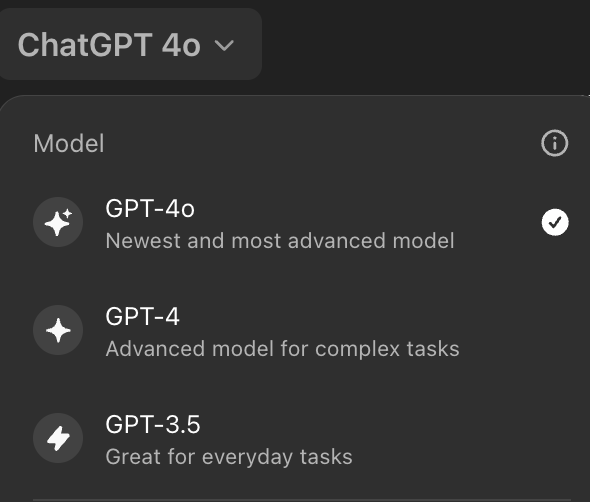 ChatGPT 4o
Model
GPT-4o
Newest and most advanced model
GPT-4
Advanced model for complex tasks
GPT-3.5
Great for everyday tasks